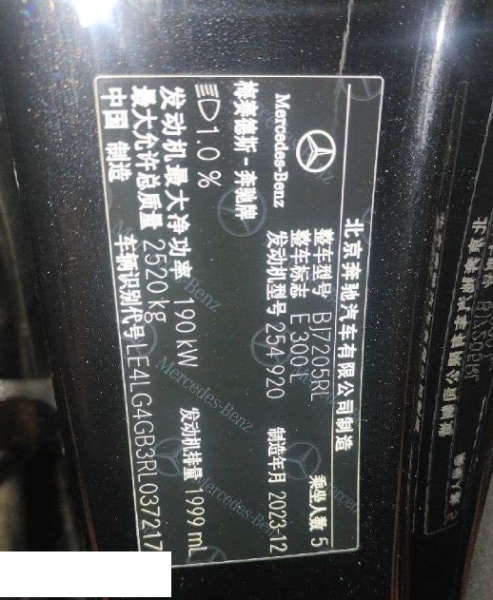 北京奔驰汽车有限公司制造
Mercedes-Benz
梅赛德斯-奔驰牌
整车型号 BJ7205RL
整车标志 E 300 L
发动机型号 254 920
乘坐人数 5
制造年月 2023-12
1.0 %
发动机最大净功率 190 kW
发动机排量 1999 mL
最大允许总质量 2520 kg
中国 制造
车辆识别代号 LE4LG4GB3RL037217